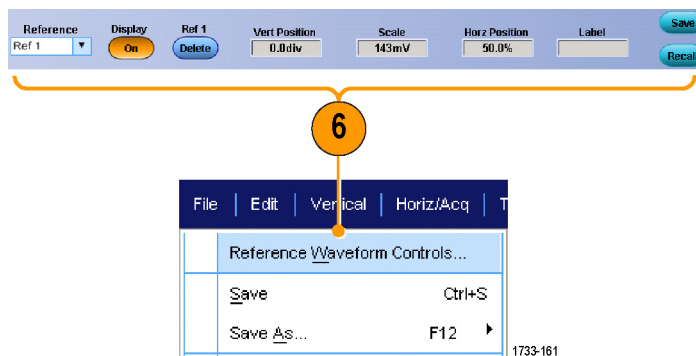 Reference Display Ref 1 Vert Position Scale Horz Position Label Save
Ref 1 On Delete 0.0div 143mV 50.0% Recall
6
File Edit Vertical Horiz/Acq T
Reference Waveform Controls...
Save Ctrl+S
Save As... F12
1733-161